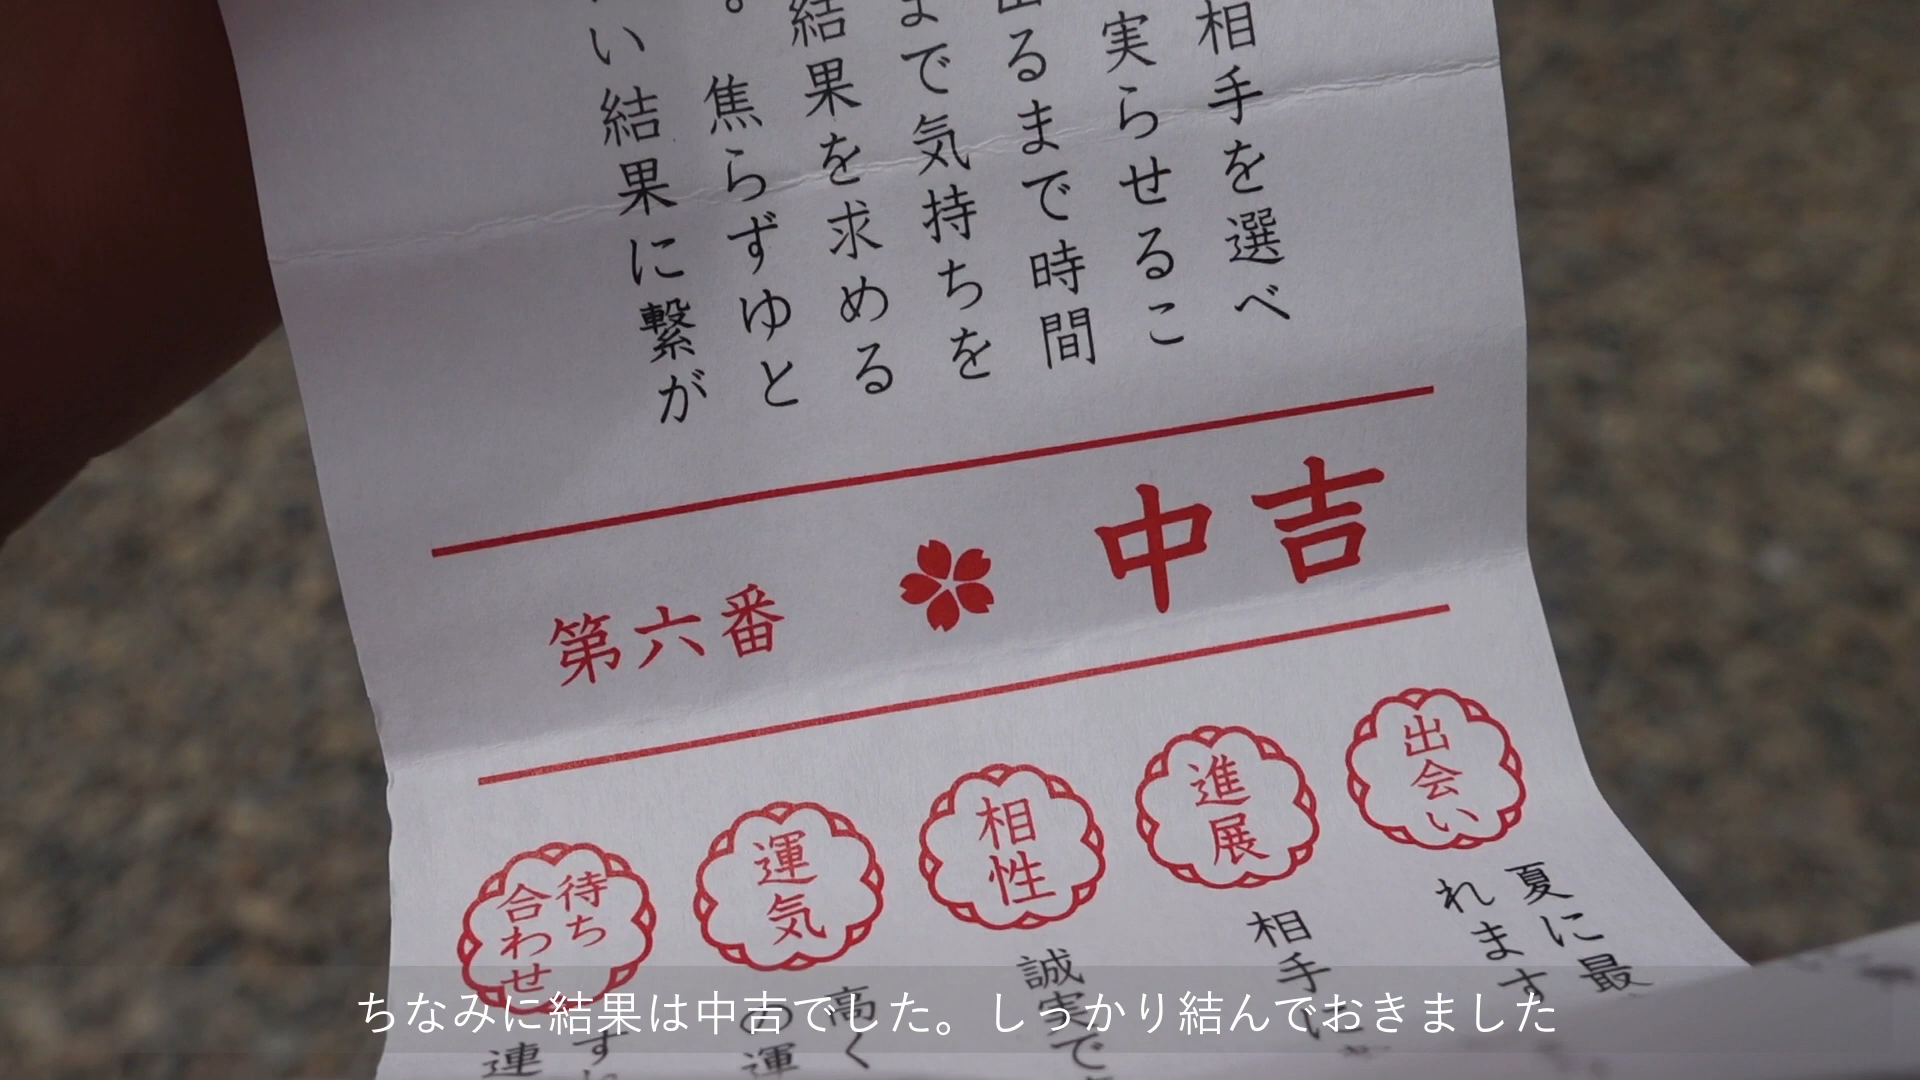 相手を選べ
実らせるこ
るまで時間
まで気持ちを
結果を求める
。焦らずゆと
い結果に繋が
第六番 中吉
出会い
夏に最
れます
進展
相手に
相性
誠実で
運気
高く
の運
待ち
合わせ
連
ちなみに結果は中吉でした。しっかり結んでおきました